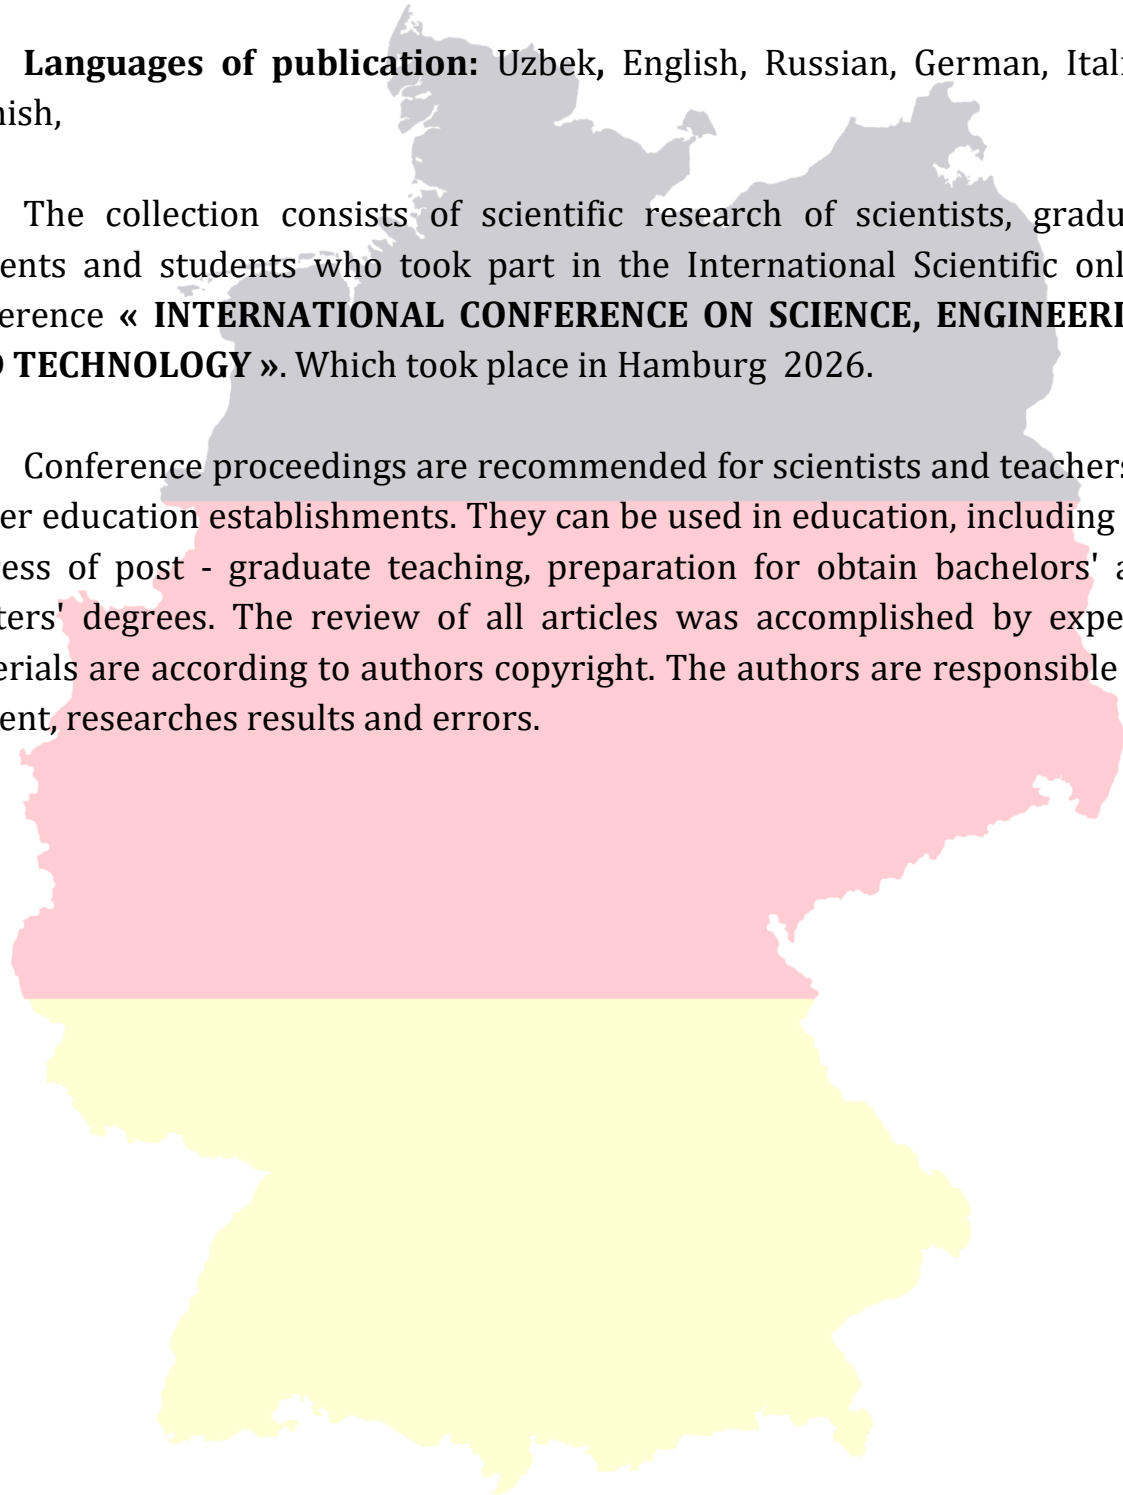 Languages of publication: Uzbek, English, Russian, German, Itali
nish,
The collection consists of scientific research of scientists, gradu
ents and students who took part in the International Scientific onl
erence « INTERNATIONAL CONFERENCE ON SCIENCE, ENGINEERI
TECHNOLOGY ». Which took place in Hamburg 2026.
Conference proceedings are recommended for scientists and teachers
er education establishments. They can be used in education, including
ess of post - graduate teaching, preparation for obtain bachelors' a
ters' degrees. The review of all articles was accomplished by expe
erials are according to authors copyright. The authors are responsible
ent, researches results and errors.